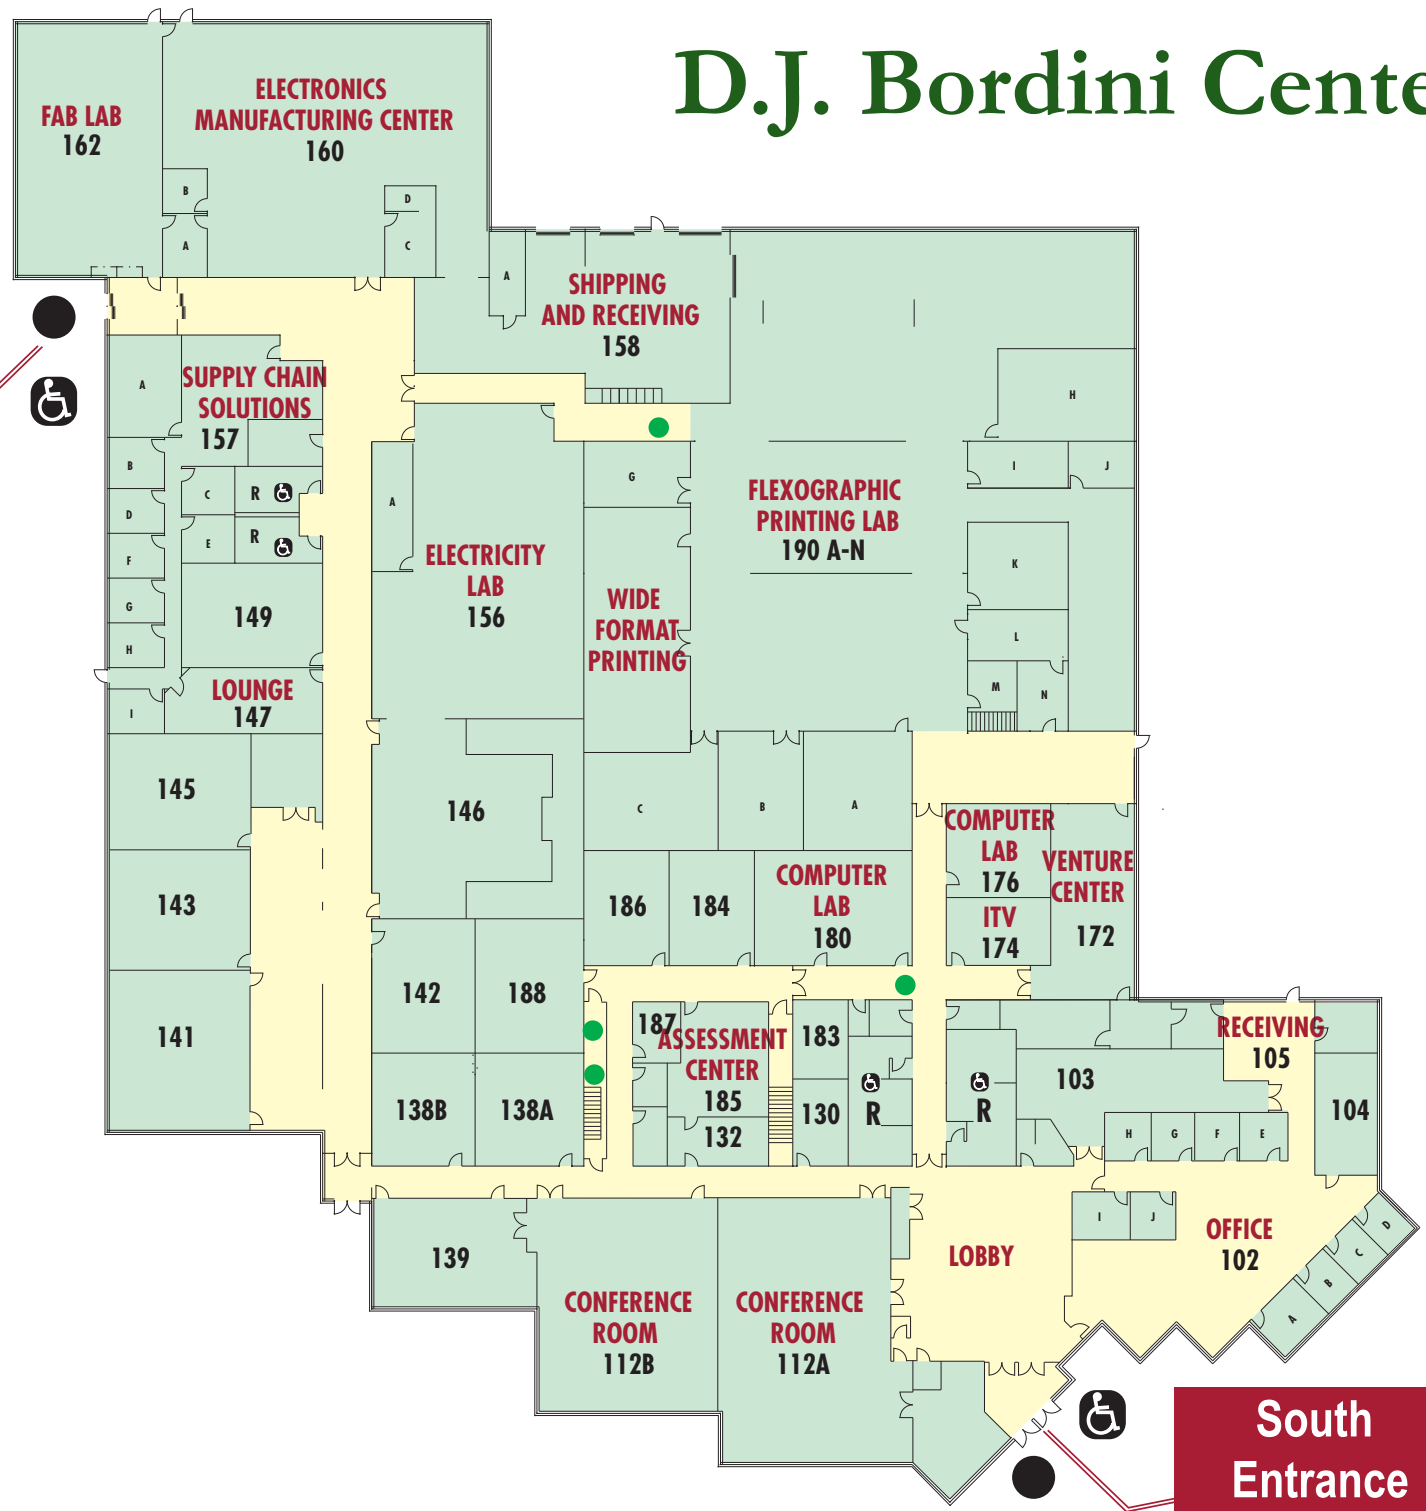 D.J. Bordini Cente
FAB LAB
162
ELECTRONICS
MANUFACTURING CENTER
160
B
A
D
C
A
SHIPPING
AND RECEIVING
158
A
SUPPLY CHAIN
SOLUTIONS
157
B
C
R
D
E
R
F
G
H
I
149
LOUNGE
147
A
ELECTRICITY
LAB
156
G
WIDE
FORMAT
PRINTING
FLEXOGRAPHIC
PRINTING LAB
190 A-N
H
I
J
K
L
M
N
145
143
141
146
C
B
A
186
184
COMPUTER
LAB
180
COMPUTER
LAB
176
ITV
174
VENTURE
CENTER
172
142
188
138B
138A
187
ASSESSMENT
CENTER
185
132
183
130
R
R
103
RECEIVING
105
104
H
G
F
E
I
J
OFFICE
102
D
C
B
A
LOBBY
139
CONFERENCE
ROOM
112B
CONFERENCE
ROOM
112A
South
Entrance